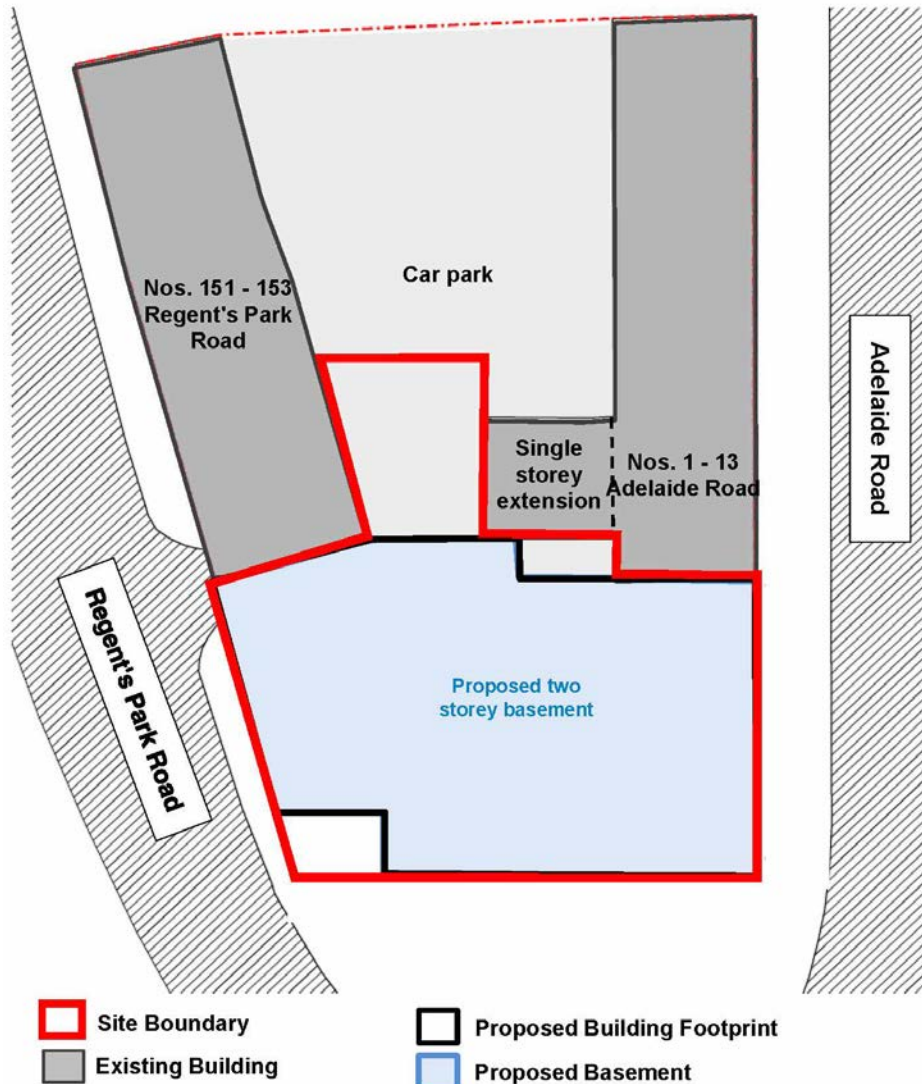 Car park
Nos. 151 - 153
Regent's Park
Road
Single
storey
extension
Nos. 1 - 13
Adelaide Road
Adelaide Road
Regent's Park Road
Proposed two
storey basement
Site Boundary
Proposed Building Footprint
Existing Building
Proposed Basement